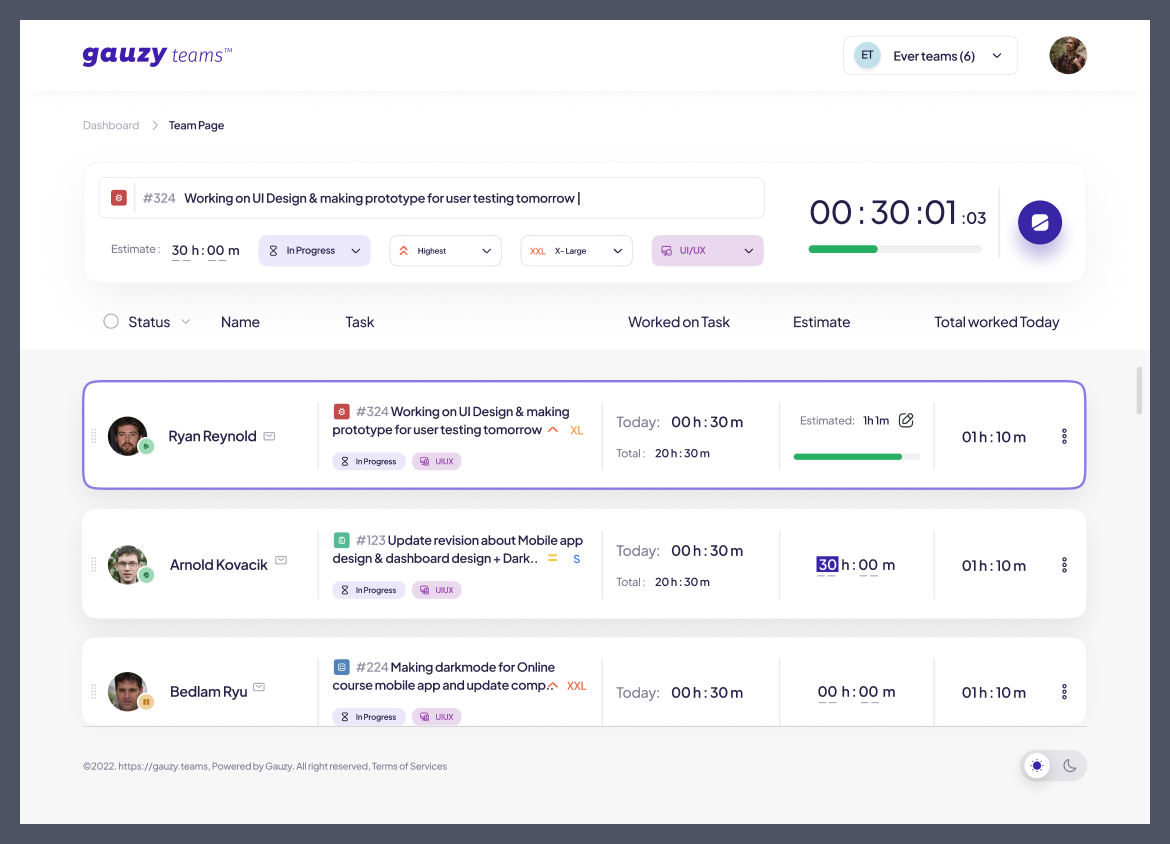 gauzy teams™
ET Ever teams (6)
Dashboard Team Page
#324 Working on UI Design & making prototype for user testing tomorrow |
00 : 30 : 01 : 03
Estimate : 30 h : 00 m In Progress Highest XXL X-Large UI/UX
Status Name Task Worked on Task Estimate Total worked Today
Ryan Reynold
#324 Working on UI Design & making
prototype for user testing tomorrow XL
In Progress UIUX
Today: 00 h : 30 m
Total : 20 h : 30 m
Estimated: 1h 1m
01 h : 10 m
Arnold Kovacik
#123 Update revision about Mobile app
design & dashboard design + Dark.. S
In Progress UIUX
Today: 00 h : 30 m
Total : 20 h : 30 m
30 h : 00 m
01 h : 10 m
Bedlam Ryu
#224 Making darkmode for Online
course mobile app and update comp.. XXL
In Progress UIUX
Today: 00 h : 30 m
00 h : 00 m
01 h : 10 m
©2022. https://gauzy.teams, Powered by Gauzy. All right reserved, Terms of Services